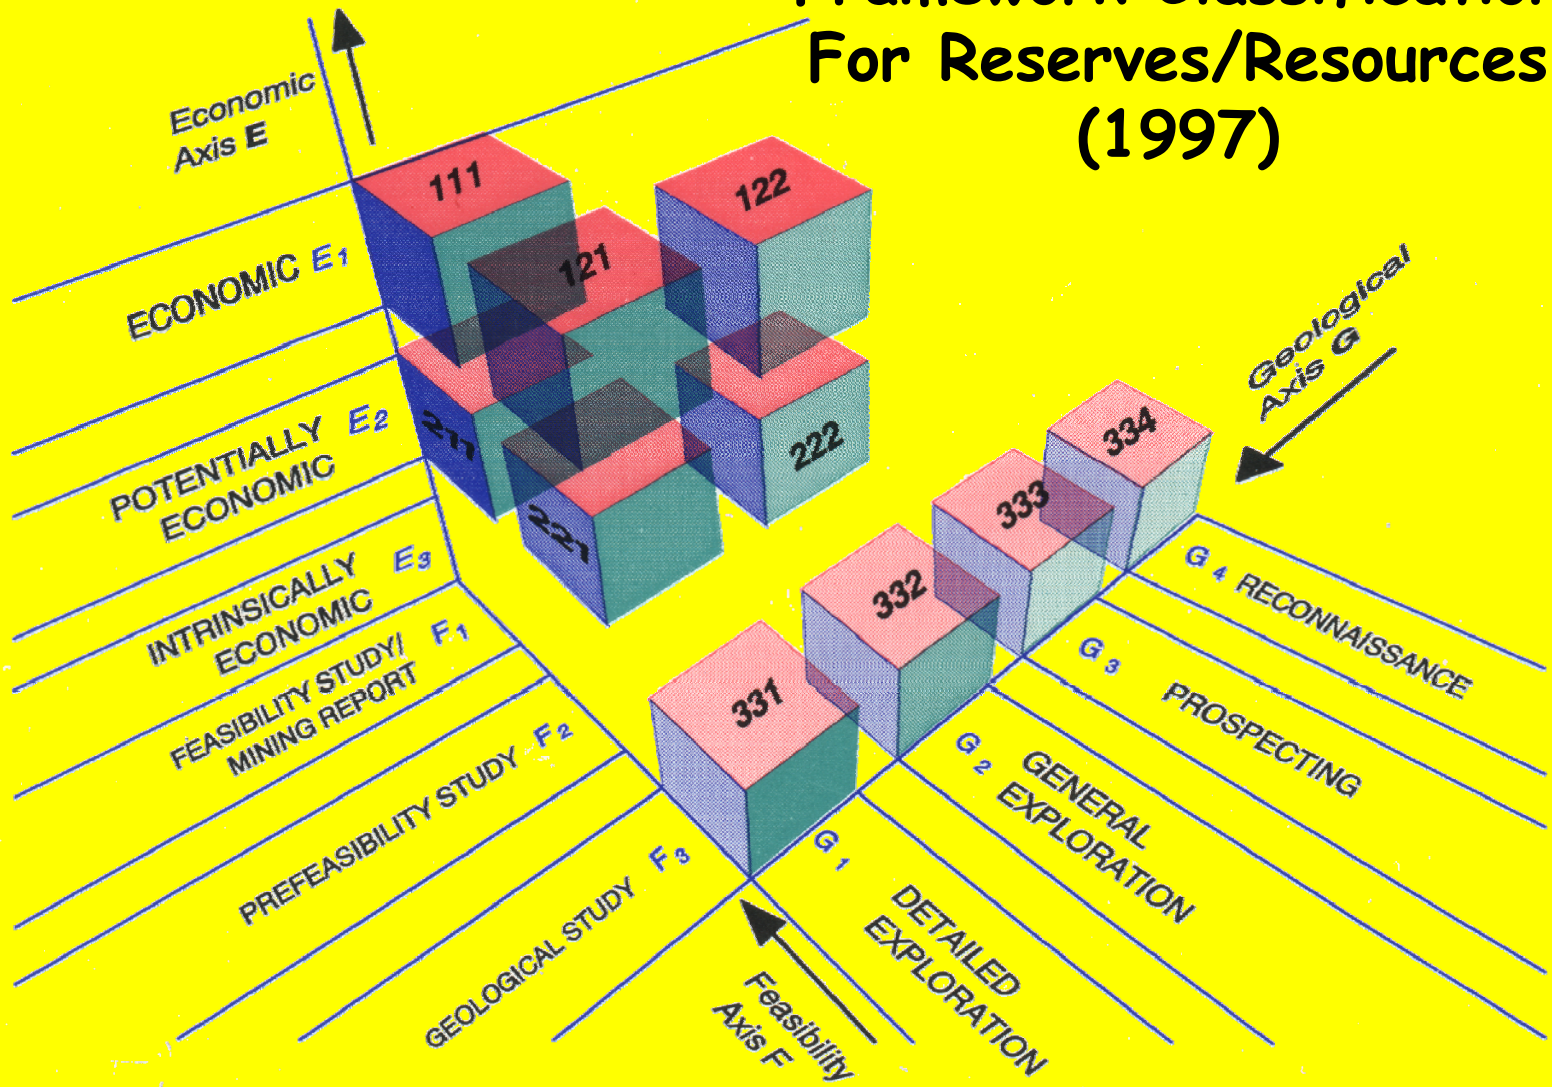 Framework Classification
For Reserves/Resources
(1997)
Economic
Axis E
111
122
121
ECONOMIC E1
211
222
221
POTENTIALLY E2
ECONOMIC
INTRINSICALLY E3
ECONOMIC
FEASIBILITY STUDY/ F1
MINING REPORT
PREFEASIBILITY STUDY F2
GEOLOGICAL STUDY F3
Geological
Axis G
334
333
332
331
G4 RECONNAISSANCE
G3 PROSPECTING
G2 GENERAL
EXPLORATION
G1 DETAILED
EXPLORATION
Feasibility
Axis F